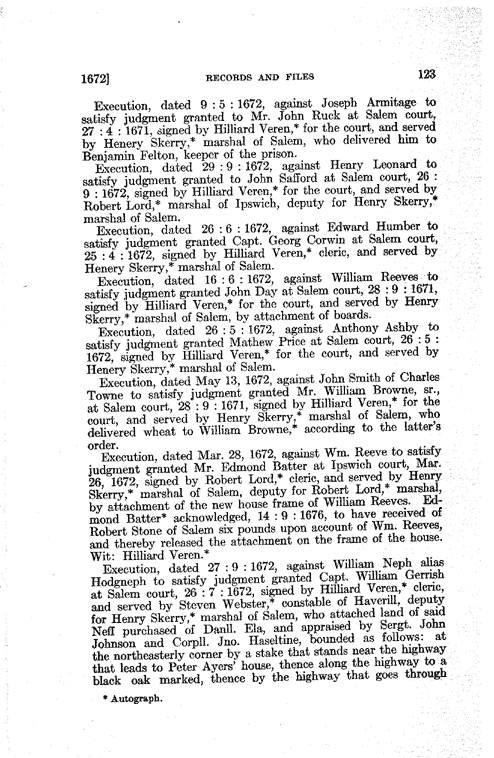 1672]
RECORDS AND FILES
123
Execution, dated 9 : 5 : 1672, against Joseph Armitage to
satisfy judgment granted to Mr. John Ruck at Salem court,
27 : 4 : 1671, signed by Hilliard Veren,* for the court, and served
by Henery Skerry,* marshal of Salem, who delivered him to
Benjamin Felton, keeper of the prison.
Execution, dated 29 : 9 : 1672, against Henry Leonard to
satisfy judgment granted to John Safford at Salem court, 26 :
9 : 1672, signed by Hilliard Veren,* for the court, and served by
Robert Lord,* marshal of Ipswich, deputy for Henry Skerry,*
marshal of Salem.
Execution, dated 26 : 6 : 1672, against Edward Humber to
satisfy judgment granted Capt. Georg Corwin at Salem court,
25 : 4 : 1672, signed by Hilliard Veren,* cleric, and served by
Henery Skerry,* marshal of Salem.
Execution, dated 16 : 6 : 1672, against William Reeves to
satisfy judgment granted John Day at Salem court, 28 : 9 : 1671,
signed by Hilliard Veren,* for the court, and served by Henry
Skerry,* marshal of Salem, by attachment of boards.
Execution, dated 26 : 5 : 1672, against Anthony Ashby to
satisfy judgment granted Mathew Price at Salem court, 26 : 5 :
1672, signed by Hilliard Veren,* for the court, and served by
Henery Skerry,* marshal of Salem.
Execution, dated May 13, 1672, against John Smith of Charles
Towne to satisfy judgment granted Mr. William Browne, sr.,
at Salem court, 28 : 9 : 1671, signed by Hilliard Veren,* for the
court, and served by Henry Skerry,* marshal of Salem, who
delivered wheat to William Browne,* according to the latter's
order.
Execution, dated Mar. 28, 1672, against Wm. Reeve to satisfy
judgment granted Mr. Edmond Batter at Ipswich court, Mar.
26, 1672, signed by Robert Lord,* cleric, and served by Henry
Skerry,* marshal of Salem, deputy for Robert Lord,* marshal,
by attachment of the new house frame of William Reeves. Ed-
mond Batter* acknowledged, 14 : 9 : 1676, to have received of
Robert Stone of Salem six pounds upon account of Wm. Reeves,
and thereby released the attachment on the frame of the house.
Wit: Hilliard Veren.*
Execution, dated 27 : 9 : 1672, against William Neph alias
Hodgneph to satisfy judgment granted Capt. William Gerrish
at Salem court, 26 : 7 : 1672, signed by Hilliard Veren,* cleric,
and served by Steven Webster,* constable of Haverill, deputy
for Henry Skerry,* marshal of Salem, who attached land of said
Neff purchased of Danll. Ela, and appraised by Sergt. John
Johnson and Corpll. Jno. Haseltine, bounded as follows: at
the northeasterly corner by a stake that stands near the highway
that leads to Peter Ayers' house, thence along the highway to a
black oak marked, thence by the highway that goes through
* Autograph.